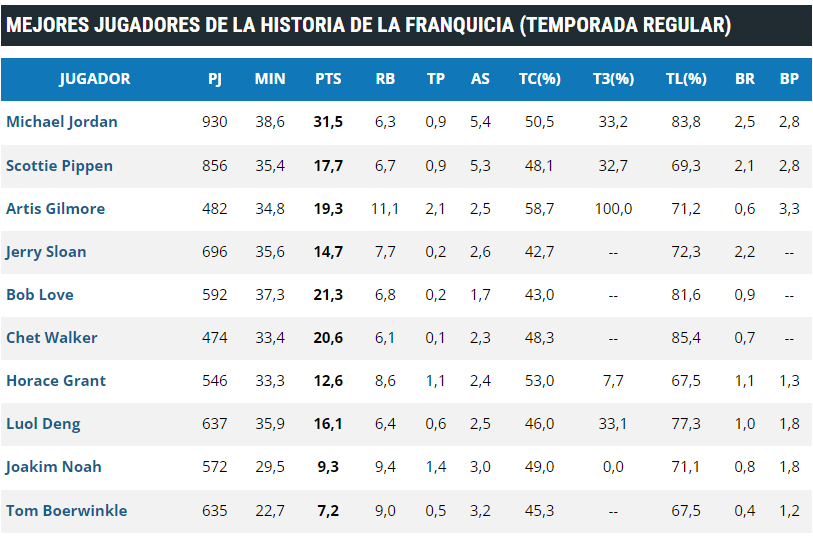 MEJORES JUGADORES DE LA HISTORIA DE LA FRANQUICIA (TEMPORADA REGULAR)
JUGADOR PJ MIN PTS RB TP AS TC(%) T3(%) TL(%) BR BP
Michael Jordan 930 38,6 31,5 6,3 0,9 5,4 50,5 33,2 83,8 2,5 2,8
Scottie Pippen 856 35,4 17,7 6,7 0,9 5,3 48,1 32,7 69,3 2,1 2,8
Artis Gilmore 482 34,8 19,3 11,1 2,1 2,5 58,7 100,0 71,2 0,6 3,3
Jerry Sloan 696 35,6 14,7 7,7 0,2 2,6 42,7 -- 72,3 2,2 --
Bob Love 592 37,3 21,3 6,8 0,2 1,7 43,0 -- 81,6 0,9 --
Chet Walker 474 33,4 20,6 6,1 0,1 2,3 48,3 -- 85,4 0,7 --
Horace Grant 546 33,3 12,6 8,6 1,1 2,4 53,0 7,7 67,5 1,1 1,3
Luol Deng 637 35,9 16,1 6,4 0,6 2,5 46,0 33,1 77,3 1,0 1,8
Joakim Noah 572 29,5 9,3 9,4 1,4 3,0 49,0 0,0 71,1 0,8 1,8
Tom Boerwinkle 635 22,7 7,2 9,0 0,5 3,2 45,3 -- 67,5 0,4 1,2